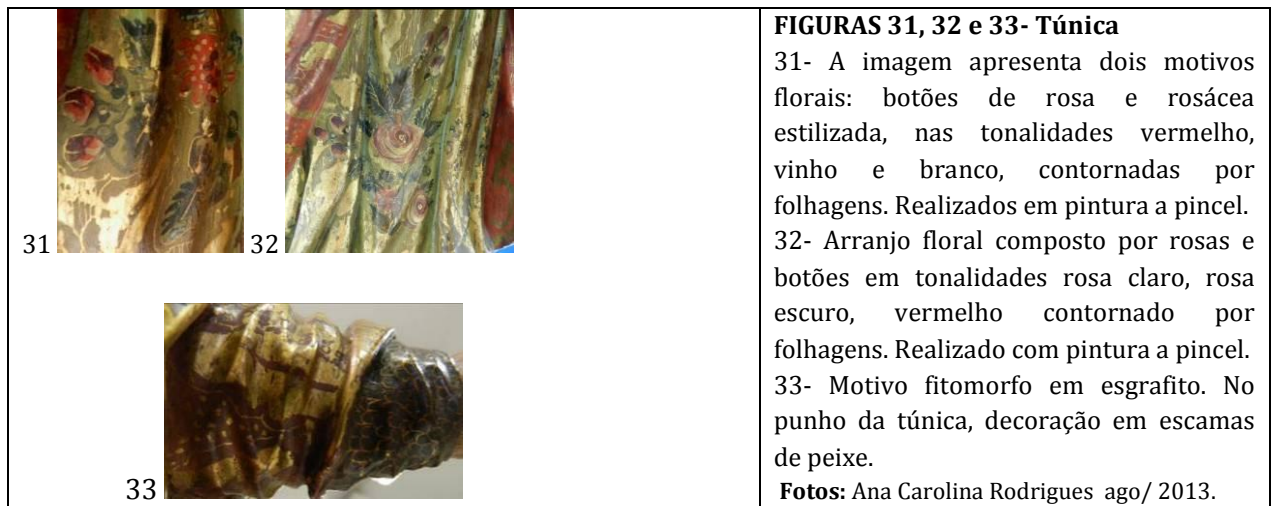 31
32
33
FIGURAS 31, 32 e 33- Túnica
31- A imagem apresenta dois motivos
florais: botões de rosa e rosácea
estilizada, nas tonalidades vermelho,
vinho e branco, contornadas por
folhagens. Realizados em pintura a pincel.
32- Arranjo floral composto por rosas e
botões em tonalidades rosa claro, rosa
escuro, vermelho contornado por
folhagens. Realizado com pintura a pincel.
33- Motivo fitomorfo em esgrafito. No
punho da túnica, decoração em escamas
de peixe.
Fotos: Ana Carolina Rodrigues ago/ 2013.